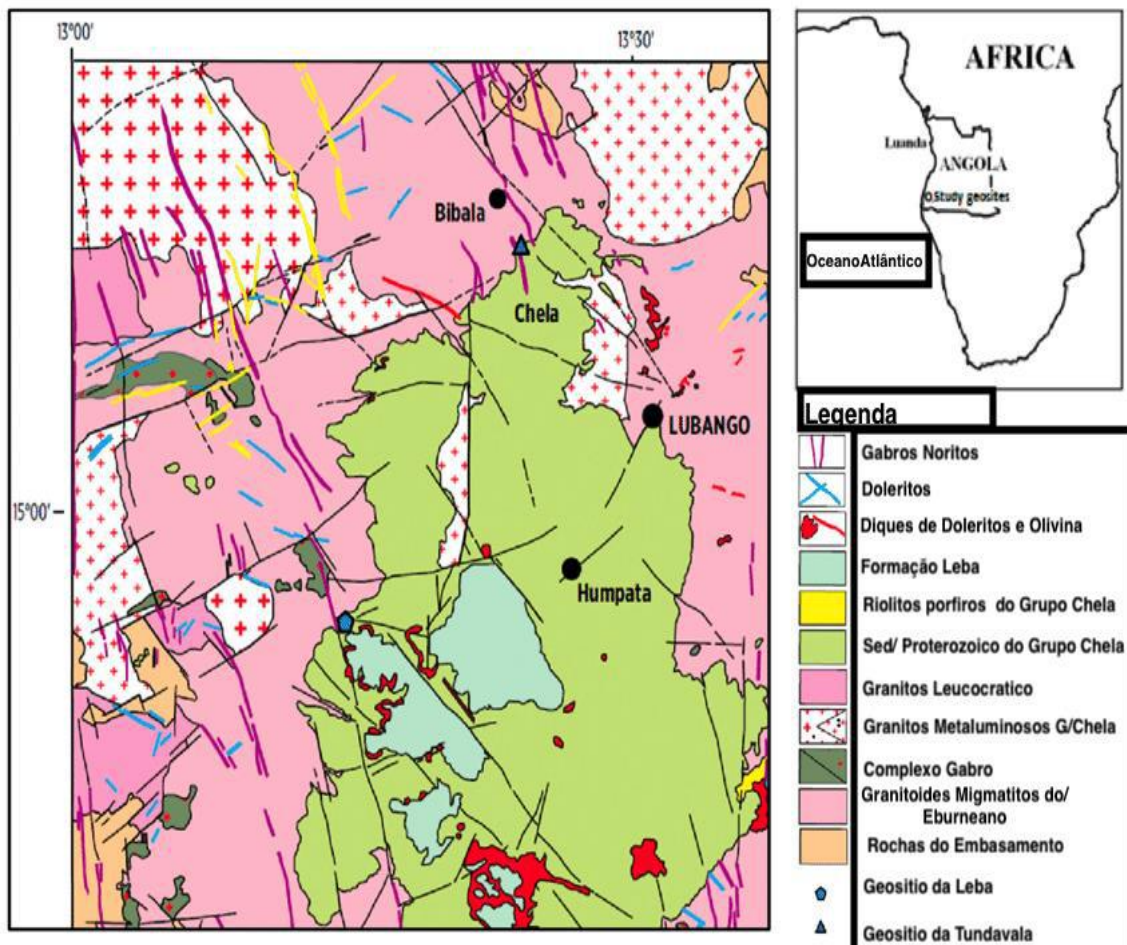 13°00'
13°30'
Bibala
Chela
LUBANGO
15°00'
Humpata
AFRICA
Luanda
ANGOLA
Study geosites
OceanoAtlântico
Legenda
Gabros Noritos
Doleritos
Diques de Doleritos e Olivina
Formação Leba
Riolitos porfiros do Grupo Chela
Sed/ Proterozoico do Grupo Chela
Granitos Leucocratico
Granitos Metaluminosos G/Chela
Complexo Gabro
Granitoides Migmatitos do/
Eburneano
Rochas do Embasamento
Geositio da Leba
Geositio da Tundavala